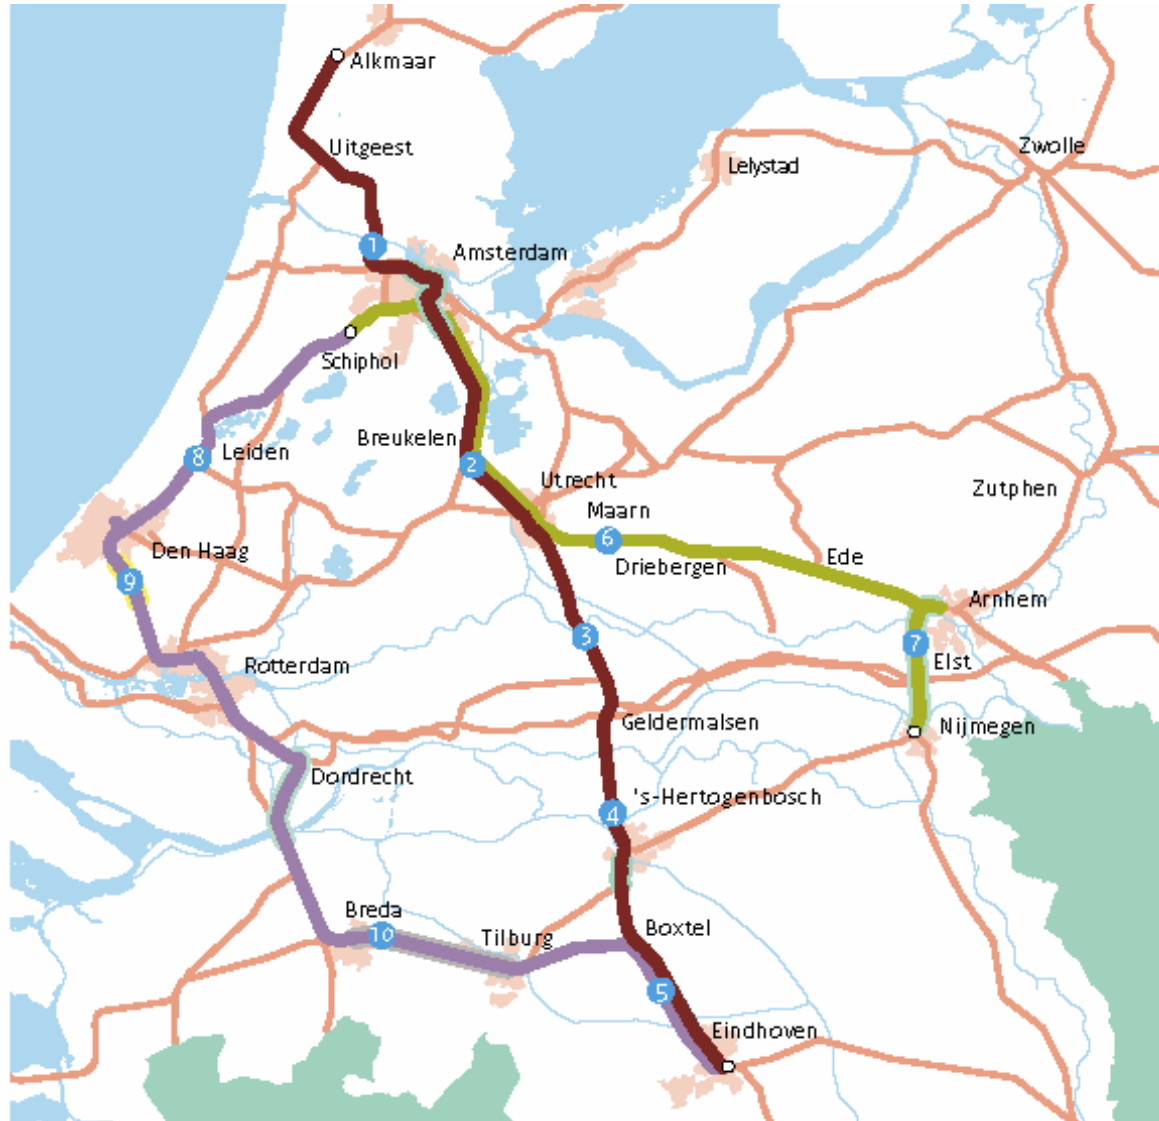 Alkmaar
Uitgeest
Zwolle
Lelystad
1
Amsterdam
Schiphol
Breukelen
8
Leiden
2
Utrecht
Zutphen
Maarn
6
Den Haag
Driebergen
Ede
9
Arnhem
3
7
Elst
Rotterdam
Geldermalsen
Nijmegen
Dordrecht
's-Hertogenbosch
4
Breda
10
Tilburg
Boxtel
5
Eindhoven